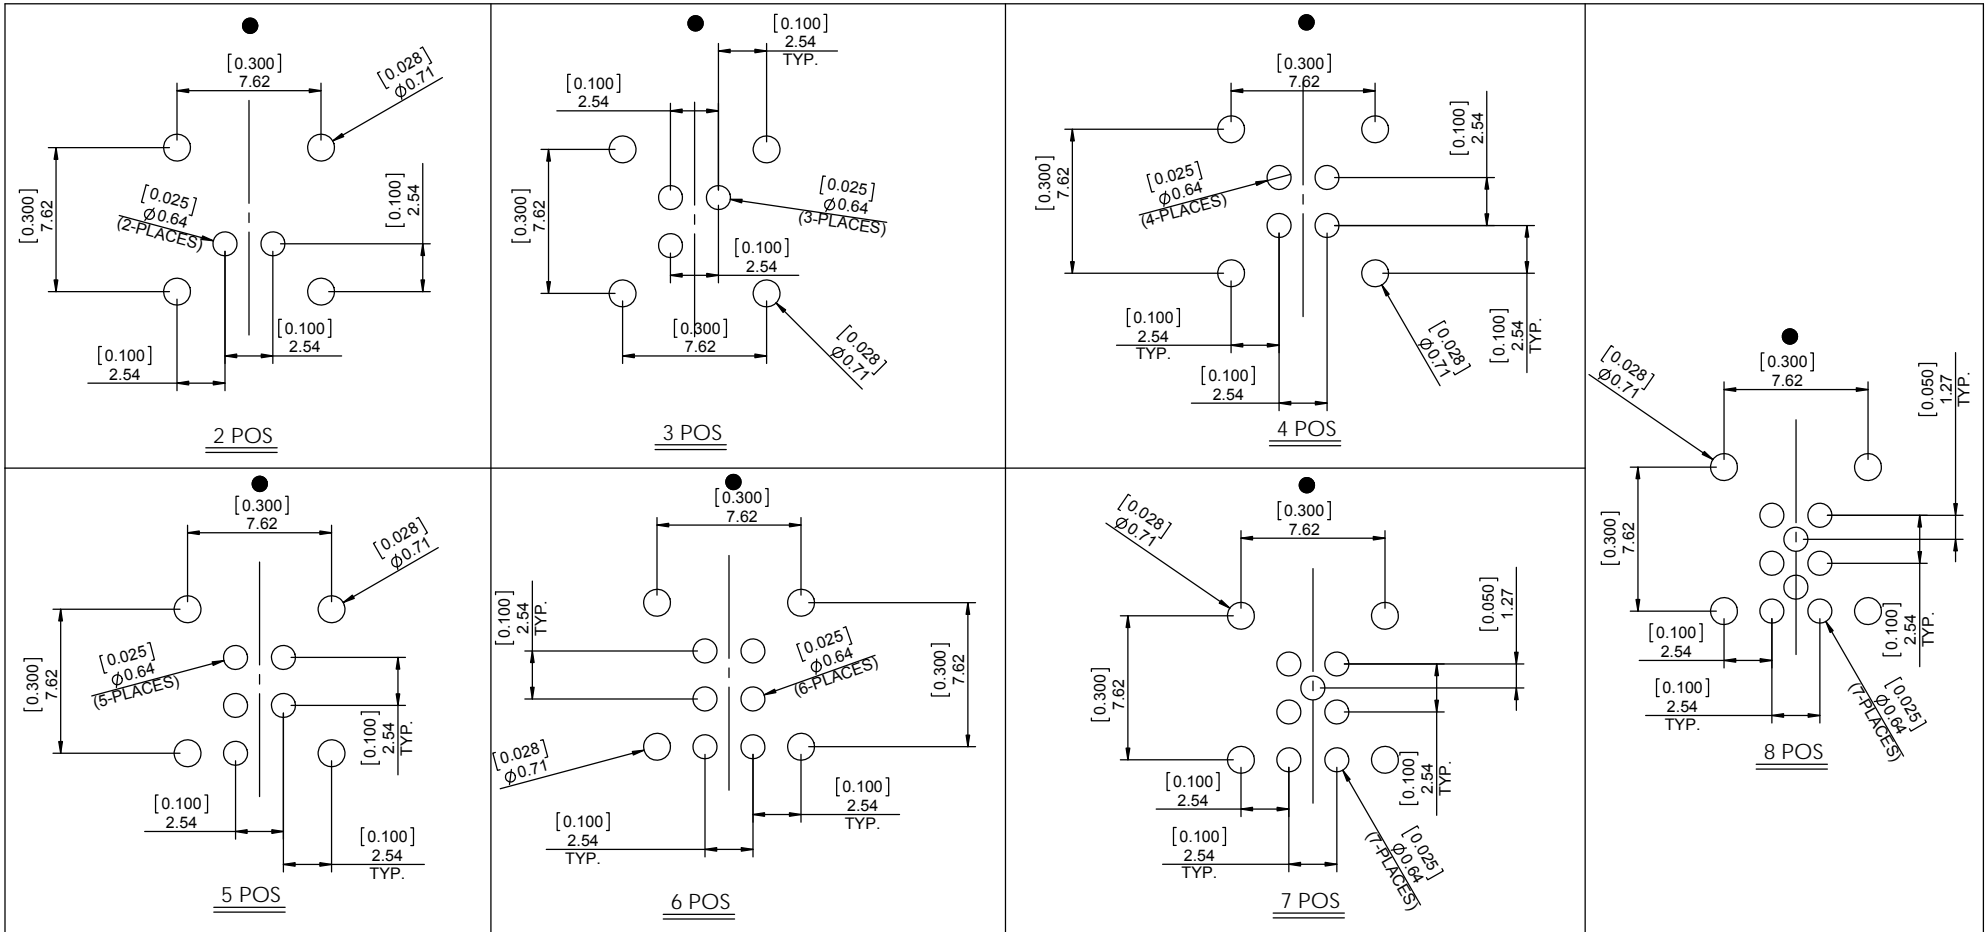 [0.300]
7.62
[0.028]
Ø0.71
[0.300]
7.62
[0.025]
Ø0.64
(2-PLACES)
[0.100]
2.54
[0.100]
2.54
[0.100]
2.54
2 POS
[0.100]
2.54
TYP.
[0.100]
2.54
[0.300]
7.62
[0.025]
Ø0.64
(3-PLACES)
[0.100]
2.54
[0.300]
7.62
[0.028]
Ø0.71
3 POS
[0.300]
7.62
[0.100]
2.54
[0.300]
7.62
[0.025]
Ø0.64
(4-PLACES)
[0.100]
2.54
TYP.
[0.100]
2.54
TYP.
[0.028]
Ø0.71
[0.100]
2.54
4 POS
[0.300]
7.62
[0.028]
Ø0.71
[0.300]
7.62
[0.025]
Ø0.64
(5-PLACES)
[0.100]
2.54
TYP.
[0.100]
2.54
[0.100]
2.54
TYP.
5 POS
[0.300]
7.62
[0.100]
2.54
TYP.
[0.025]
Ø0.64
(6-PLACES)
[0.300]
7.62
[0.028]
Ø0.71
[0.100]
2.54
TYP.
[0.100]
2.54
TYP.
6 POS
[0.028]
Ø0.71
[0.300]
7.62
[0.050]
1.27
[0.300]
7.62
[0.100]
2.54
TYP.
[0.100]
2.54
[0.100]
2.54
TYP.
[0.025]
Ø0.64
(7-PLACES)
7 POS
[0.028]
Ø0.71
[0.300]
7.62
[0.050]
1.27
TYP.
[0.300]
7.62
[0.100]
2.54
TYP.
[0.100]
2.54
[0.100]
2.54
TYP.
[0.025]
Ø0.64
(7-PLACES)
8 POS